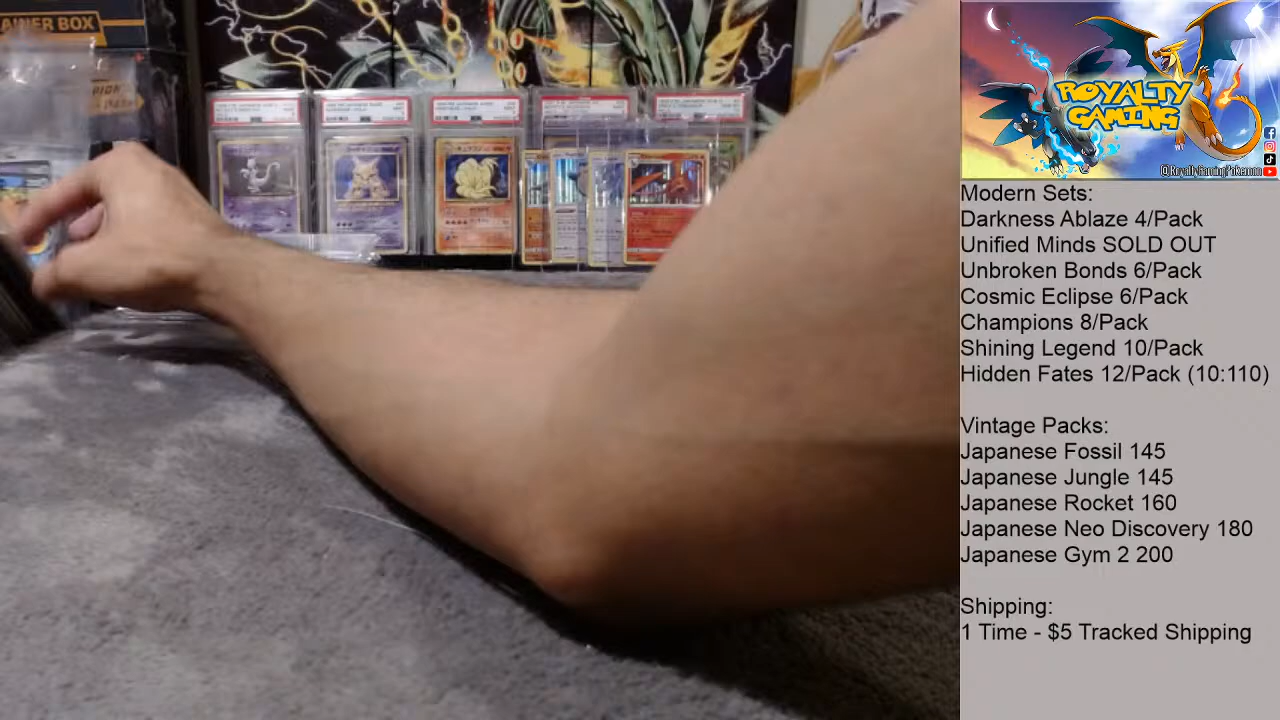 AINER BOX
ROYALTY
GAMING
@RoyaltyGamingPokemon
Modern Sets:
Darkness Ablaze 4/Pack
Unified Minds SOLD OUT
Unbroken Bonds 6/Pack
Cosmic Eclipse 6/Pack
Champions 8/Pack
Shining Legend 10/Pack
Hidden Fates 12/Pack (10:110)
Vintage Packs:
Japanese Fossil 145
Japanese Jungle 145
Japanese Rocket 160
Japanese Neo Discovery 180
Japanese Gym 2 200
Shipping:
1 Time - $5 Tracked Shipping